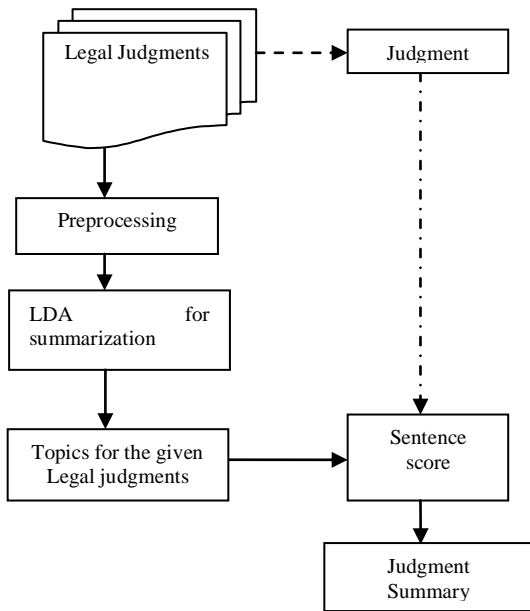 Legal Judgments
Judgment
Preprocessing
LDA for
summarization
Topics for the given
Legal judgments
Sentence
score
Judgment
Summary